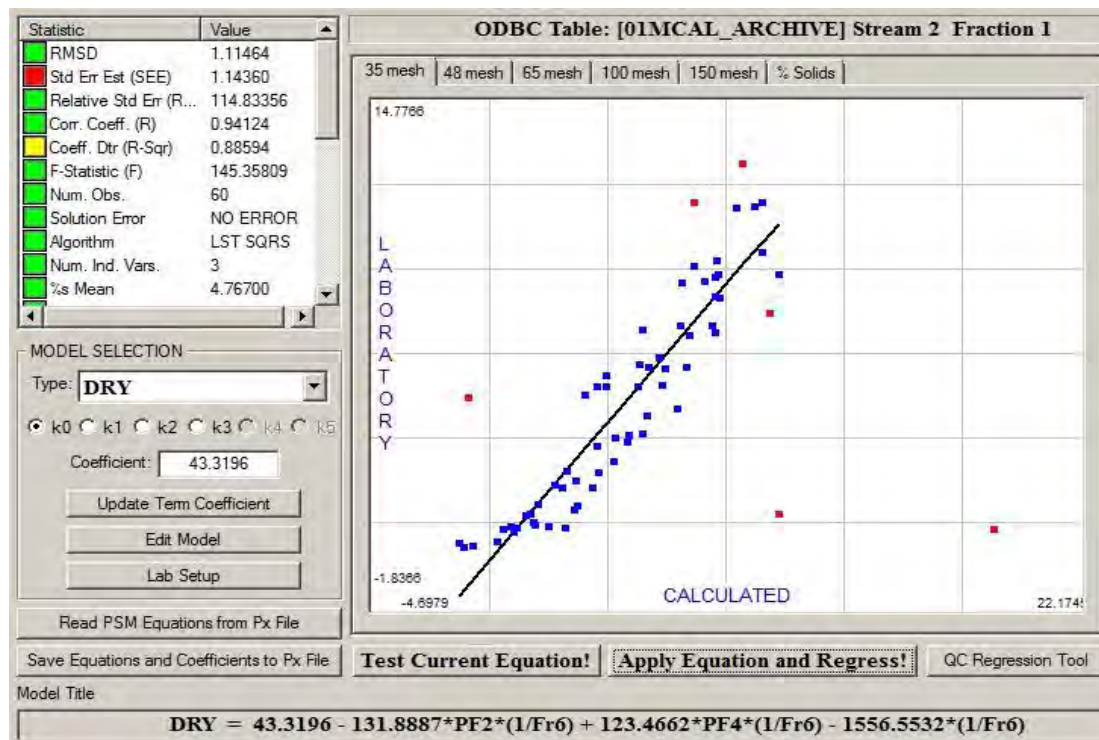 ODBC Table: [01MCAL_ARCHIVE] Stream 2 Fraction 1
Statistic Value
RMSD 1.11464
Std Err Est (SEE) 1.14360
Relative Std Err (R... 114.83356
Corr. Coeff. (R) 0.94124
Coeff. Dtr (R-Sqr) 0.88594
F-Statistic (F) 145.35809
Num. Obs. 60
Solution Error NO ERROR
Algorithm LST SQRS
Num. Ind. Vars. 3
%s Mean 4.76700
35 mesh 48 mesh 65 mesh 100 mesh 150 mesh % Solids
14.7766
LABORATORY
-1.8366
-4.6979
CALCULATED
22.1745
MODEL SELECTION
Type: DRY
k0 k1 k2 k3 k4 k5
Coefficient: 43.3196
Update Term Coefficient
Edit Model
Lab Setup
Read PSM Equations from Px File
Save Equations and Coefficients to Px File
Test Current Equation!
Apply Equation and Regress!
QC Regression Tool
Model Title
DRY = 43.3196 - 131.8887*PF2*(1/Fr6) + 123.4662*PF4*(1/Fr6) - 1556.5532*(1/Fr6)